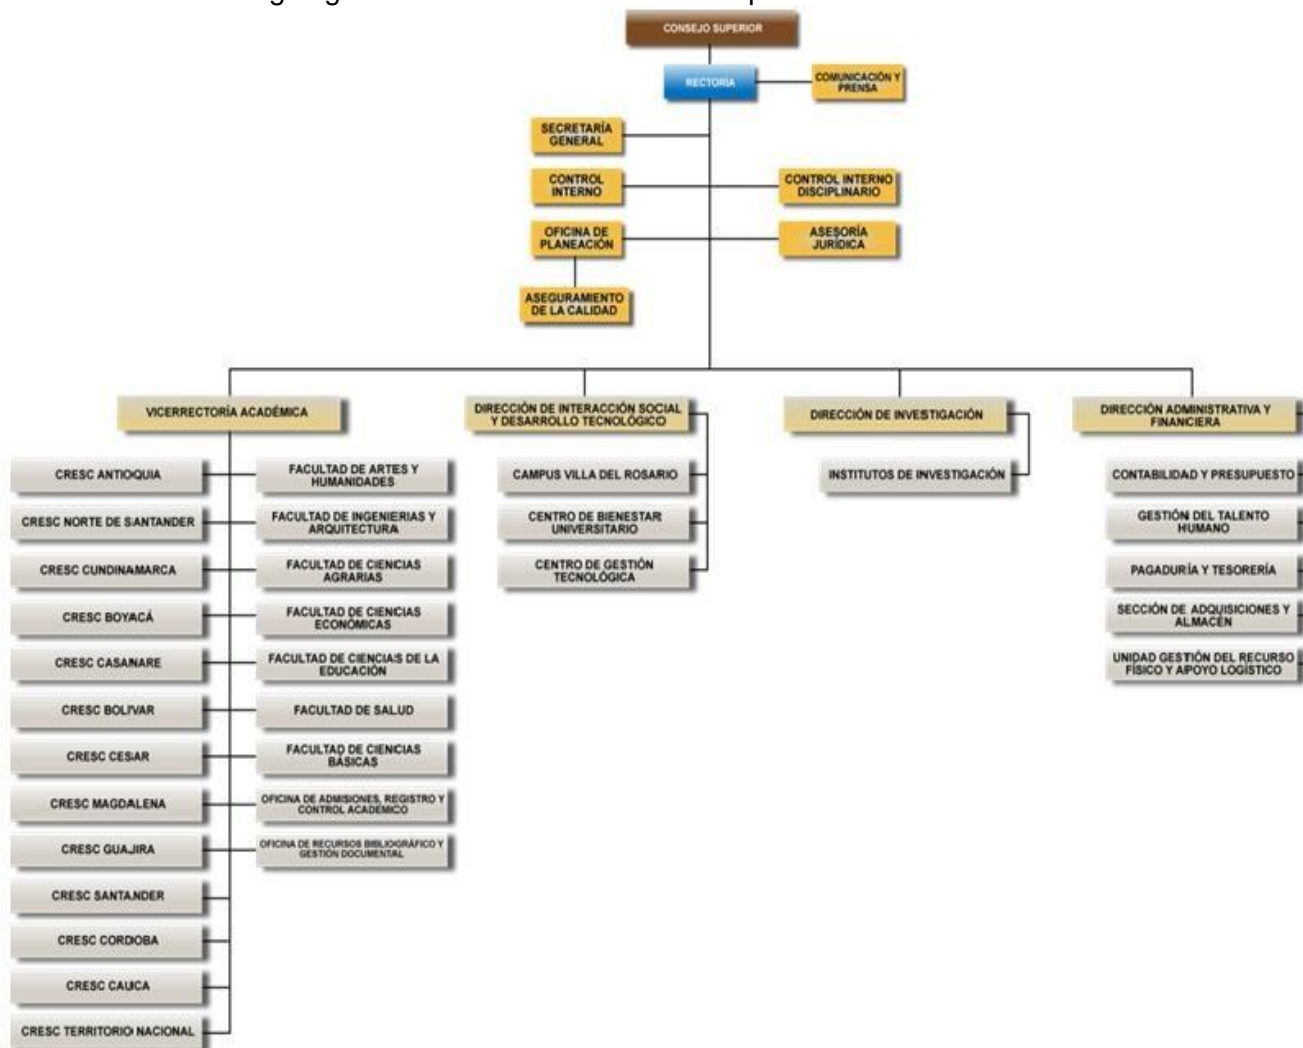 CONSEJO SUPERIOR
RECTORÍA
COMUNICACIÓN Y
PRENSA
SECRETARÍA
GENERAL
CONTROL
INTERNO
CONTROL INTERNO
DISCIPLINARIO
OFICINA DE
PLANEACIÓN
ASESORÍA
JURÍDICA
ASEGURAMIENTO
DE LA CALIDAD
VICERRECTORÍA ACADÉMICA
CRESC ANTIOQUIA
CRESC NORTE DE SANTANDER
CRESC CUNDINAMARCA
CRESC BOYACÁ
CRESC CASANARE
CRESC BOLIVAR
CRESC CESAR
CRESC MAGDALENA
CRESC GUAJIRA
CRESC SANTANDER
CRESC CORDOBA
CRESC CAUCA
CRESC TERRITORIO NACIONAL
FACULTAD DE ARTES Y
HUMANIDADES
FACULTAD DE INGENIERIAS Y
ARQUITECTURA
FACULTAD DE CIENCIAS
AGRARIAS
FACULTAD DE CIENCIAS
ECONÓMICAS
FACULTAD DE CIENCIAS DE LA
EDUCACIÓN
FACULTAD DE SALUD
FACULTAD DE CIENCIAS
BÁSICAS
OFICINA DE ADMISIONES, REGISTRO Y
CONTROL ACADÉMICO
OFICINA DE RECURSOS BIBLIOGRÁFICO Y
GESTIÓN DOCUMENTAL
DIRECCIÓN DE INTERACCIÓN SOCIAL
Y DESARROLLO TECNOLÓGICO
CAMPUS VILLA DEL ROSARIO
CENTRO DE BIENESTAR
UNIVERSITARIO
CENTRO DE GESTIÓN
TECNOLÓGICA
DIRECCIÓN DE INVESTIGACIÓN
INSTITUTOS DE INVESTIGACIÓN
DIRECCIÓN ADMINISTRATIVA Y
FINANCIERA
CONTABILIDAD Y PRESUPUESTO
GESTIÓN DEL TALENTO
HUMANO
PAGADURÍA Y TESORERÍA
SECCIÓN DE ADQUISICIONES Y
ALMACÉN
UNIDAD GESTIÓN DEL RECURSO
FÍSICO Y APOYO LOGÍSTICO